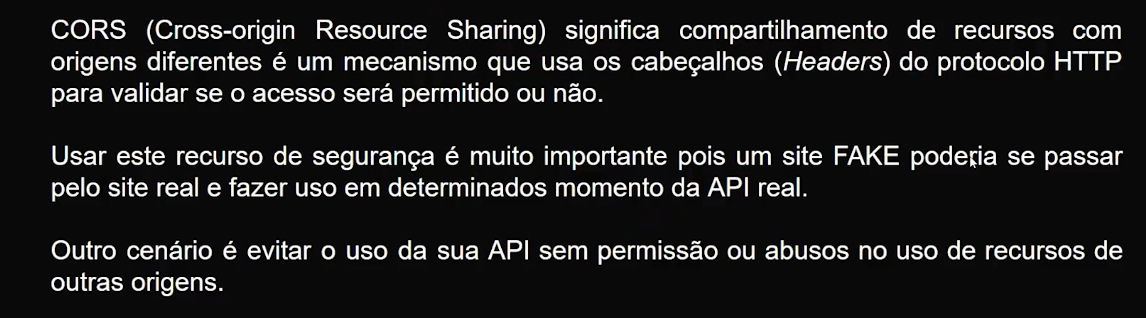 CORS (Cross-origin Resource Sharing) significa compartilhamento de recursos com
origens diferentes é um mecanismo que usa os cabeçalhos (Headers) do protocolo HTTP
para validar se o acesso será permitido ou não.
Usar este recurso de segurança é muito importante pois um site FAKE poderia se passar
pelo site real e fazer uso em determinados momento da API real.
Outro cenário é evitar o uso da sua API sem permissão ou abusos no uso de recursos de
outras origens.